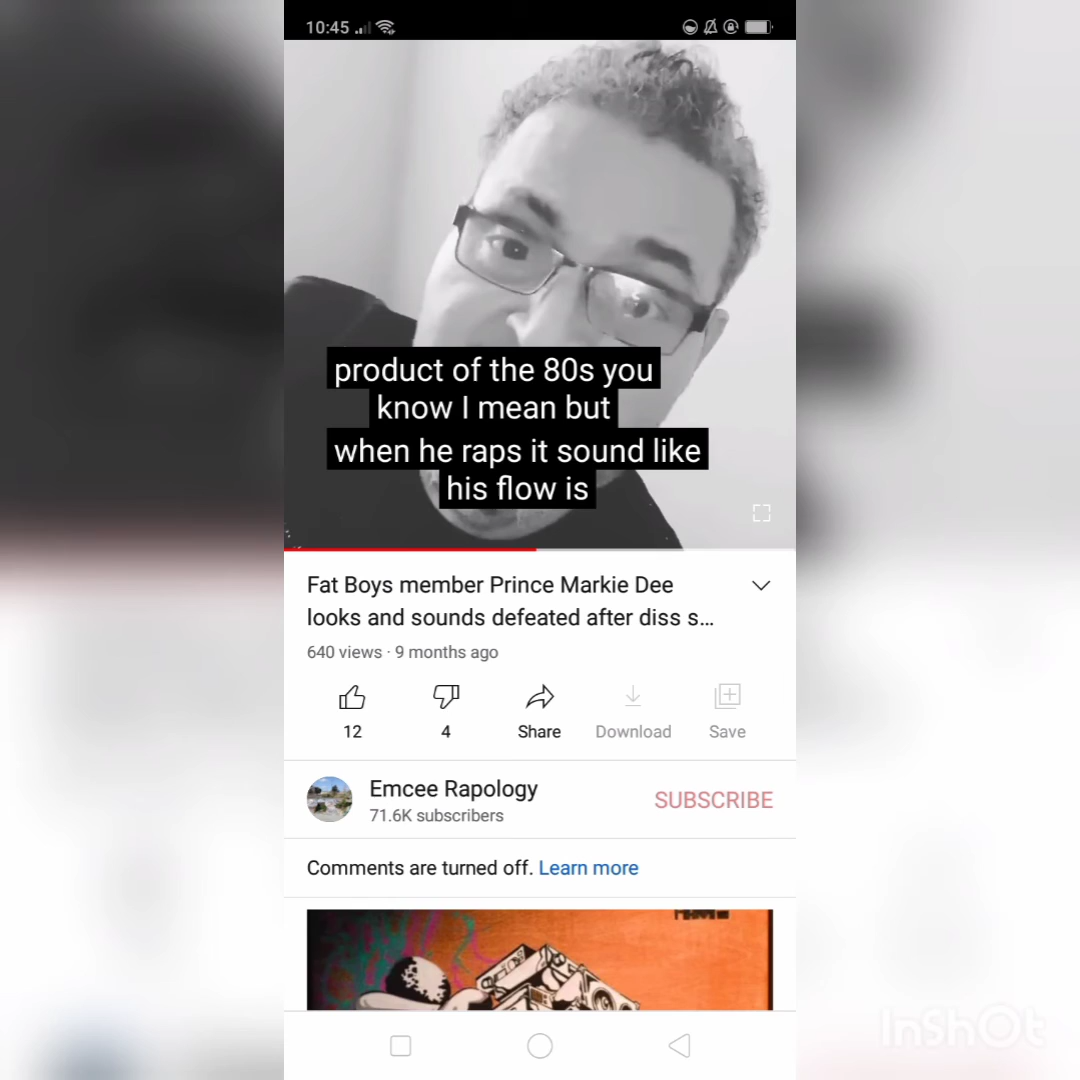 10:45
product of the 80s you
know I mean but
when he raps it sound like
his flow is
Fat Boys member Prince Markie Dee
looks and sounds defeated after diss s...
640 views · 9 months ago
12
4
Share
Download
Save
Emcee Rapology
71.6K subscribers
SUBSCRIBE
Comments are turned off. Learn more
InShOt